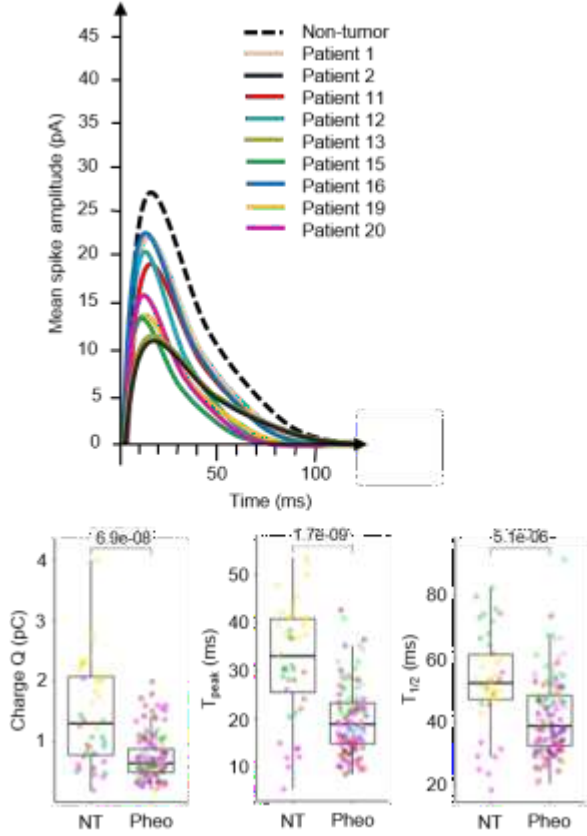 Mean spike amplitude (pA)
45
40
35
30
25
20
15
10
5
0
Non-tumor
Patient 1
Patient 2
Patient 11
Patient 12
Patient 13
Patient 15
Patient 16
Patient 19
Patient 20
50
100
Time (ms)
6.9e-08
Charge Q (pC)
4
3
2
1
NT Pheo
1.7e-09
Tpeak (ms)
50
40
30
20
10
NT Pheo
5.1e-06
T1/2 (ms)
80
60
40
20
NT Pheo